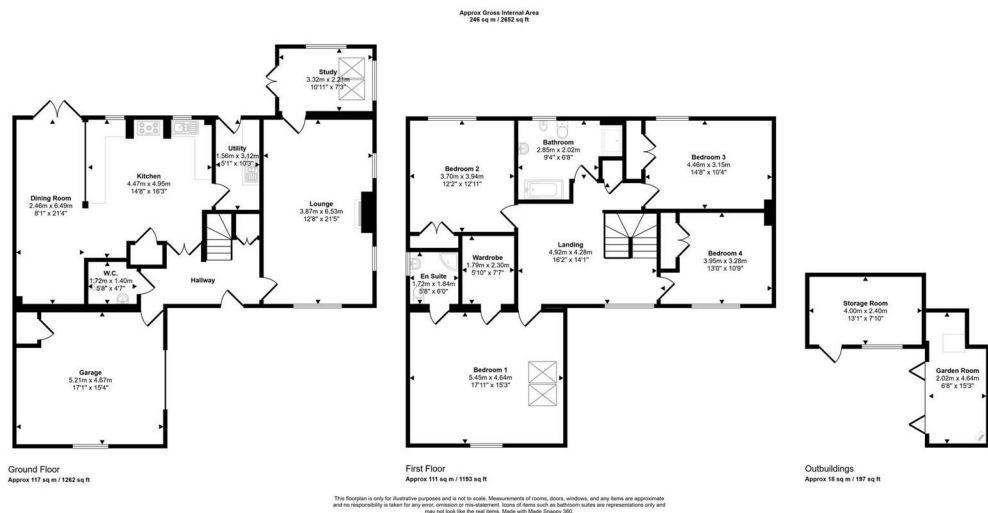 Approx Gross Internal Area
246 sq m / 2652 sq ft
Study
3.32m x 2.21m
10'11" x 7'3"
Utility
1.56m x 3.12m
5'1" x 10'3"
Kitchen
4.47m x 4.95m
14'8" x 16'3"
Dining Room
2.46m x 6.49m
8'1" x 21'4"
Lounge
3.87m x 6.53m
12'8" x 21'5"
W.C.
1.72m x 1.40m
5'8" x 4'7"
Hallway
Garage
5.21m x 4.67m
17'1" x 15'4"
Ground Floor
Approx 117 sq m / 1262 sq ft
Bathroom
2.85m x 2.02m
9'4" x 6'8"
Bedroom 2
3.70m x 3.94m
12'2" x 12'11"
Bedroom 3
4.46m x 3.15m
14'8" x 10'4"
Landing
4.92m x 4.28m
16'2" x 14'1"
Bedroom 4
3.95m x 3.28m
13'0" x 10'9"
Wardrobe
1.79m x 2.30m
5'10" x 7'7"
En Suite
1.72m x 1.84m
5'8" x 6'0"
Bedroom 1
5.45m x 4.64m
17'11" x 15'3"
First Floor
Approx 111 sq m / 1193 sq ft
Storage Room
4.00m x 2.40m
13'1" x 7'10"
Garden Room
2.02m x 4.64m
6'8" x 15'3"
Outbuildings
Approx 18 sq m / 197 sq ft
This floorplan is only for illustrative purposes and is not to scale. Measurements of rooms, doors, windows, and any items are approximate
and no responsibility is taken for any error, omission or mis-statement. Icons of items such as bathroom suites are representations only and
may not look like the real items. Made with Made Snappy 360.